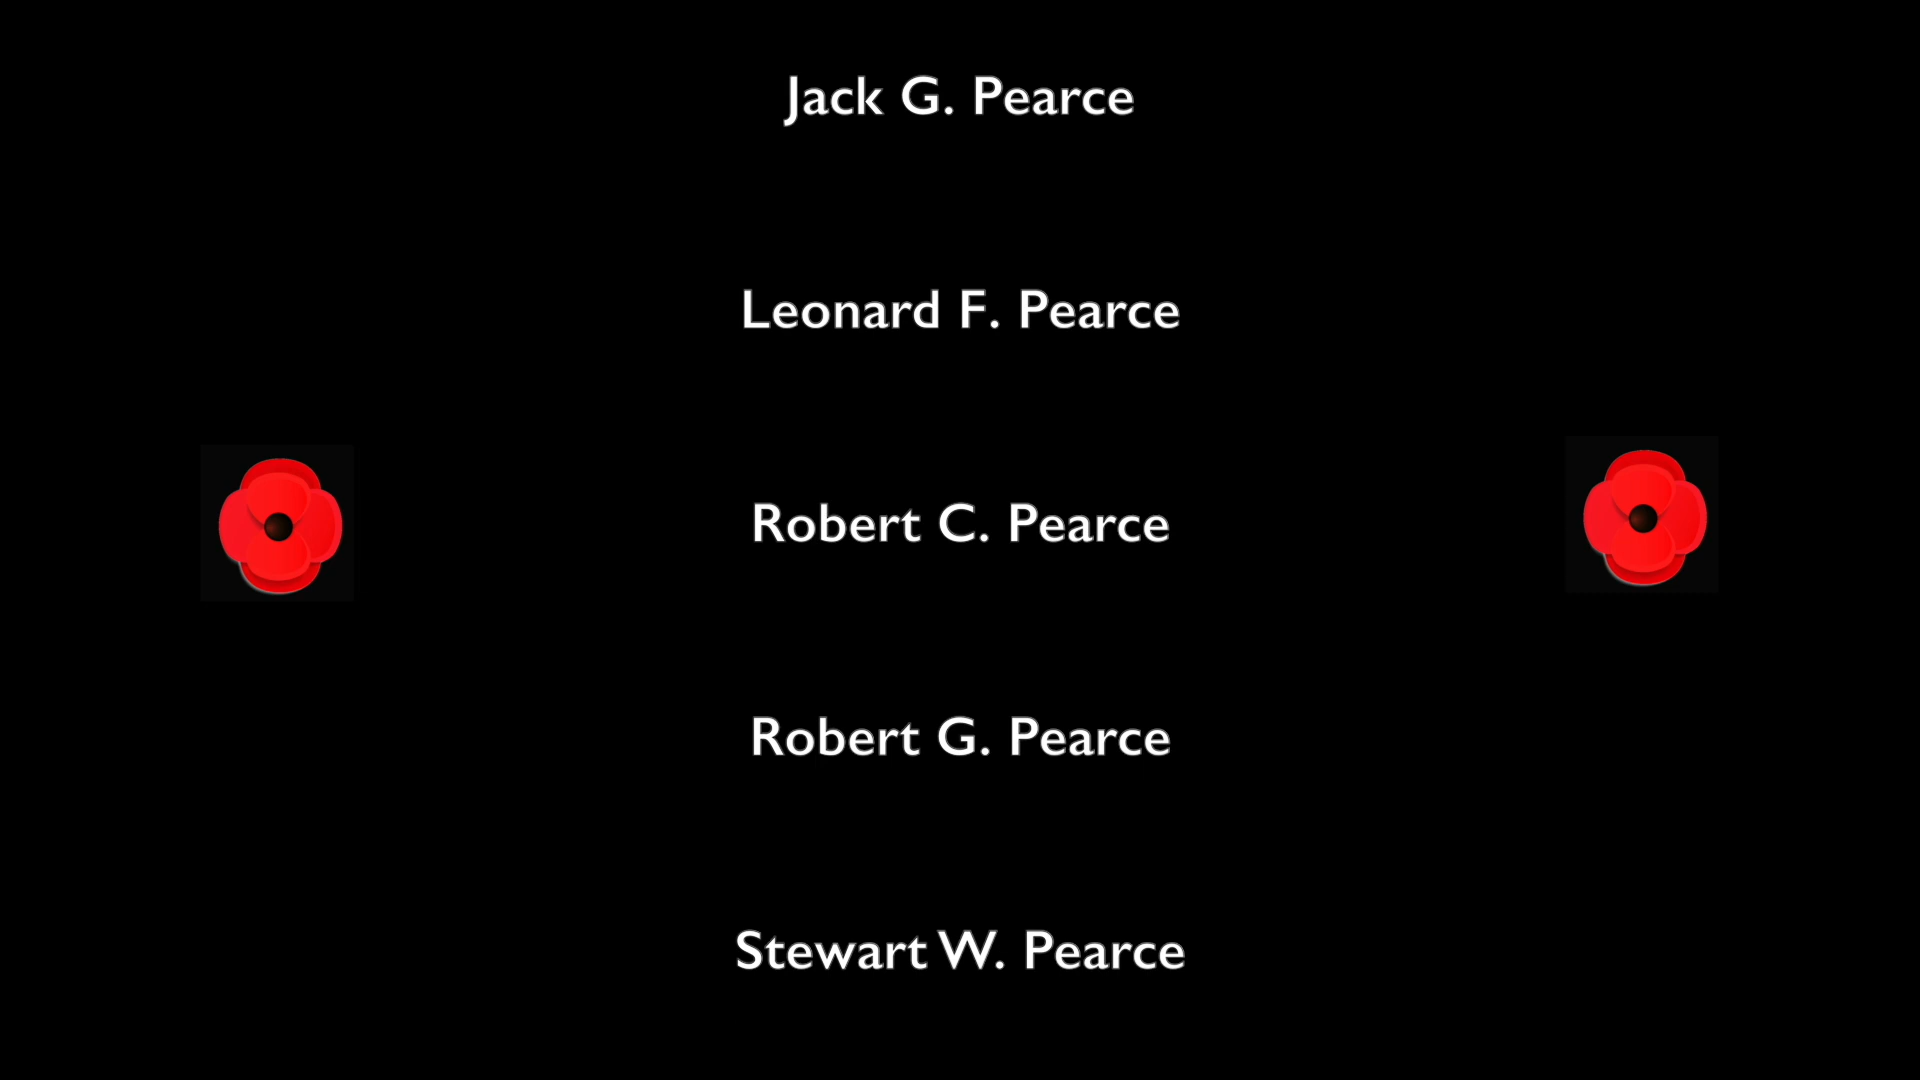 Jack G. Pearce
Leonard F. Pearce
Robert C. Pearce
Robert G. Pearce
Stewart W. Pearce